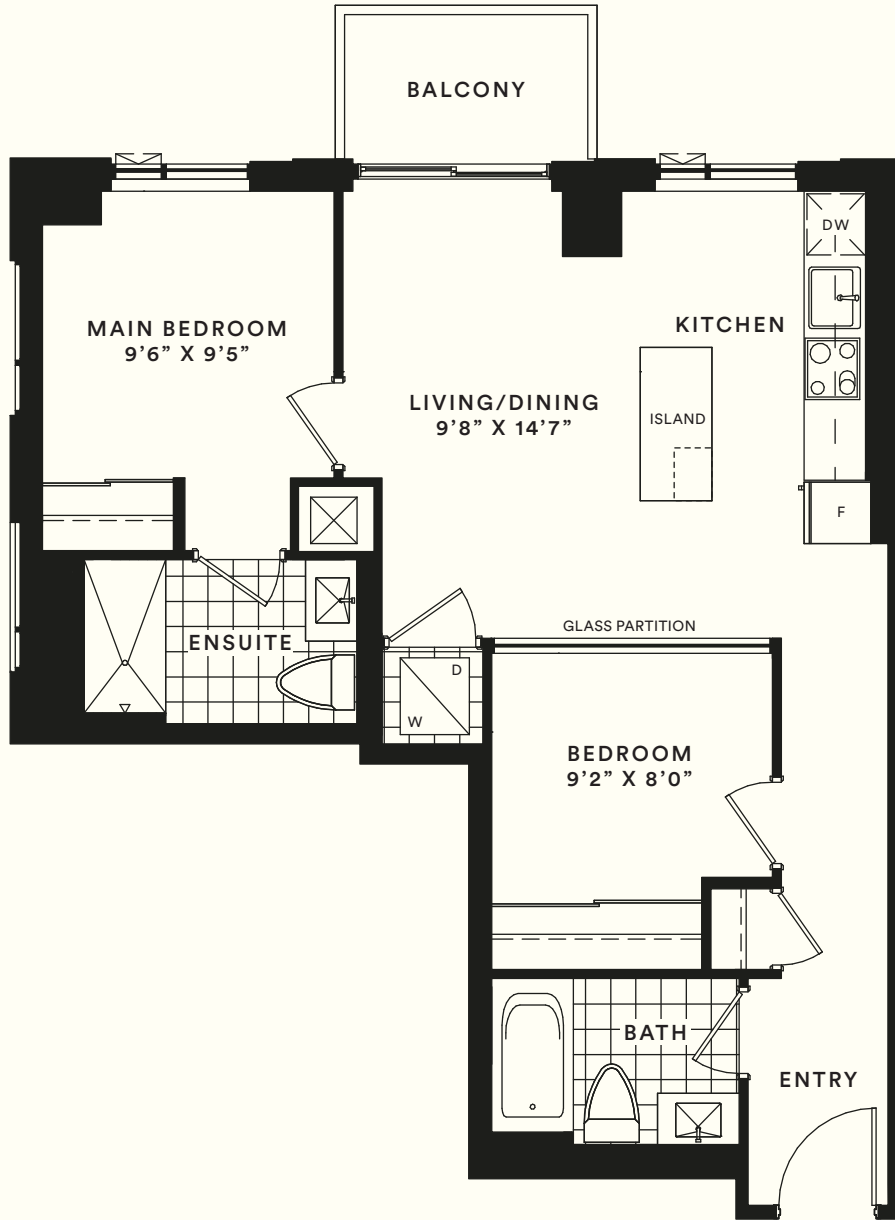 BALCONY
DW
MAIN BEDROOM
9’6” X 9’5”
KITCHEN
LIVING/DINING
9’8” X 14’7”
ISLAND
F
GLASS PARTITION
ENSUITE
D
W
BEDROOM
9’2” X 8’0”
BATH
ENTRY